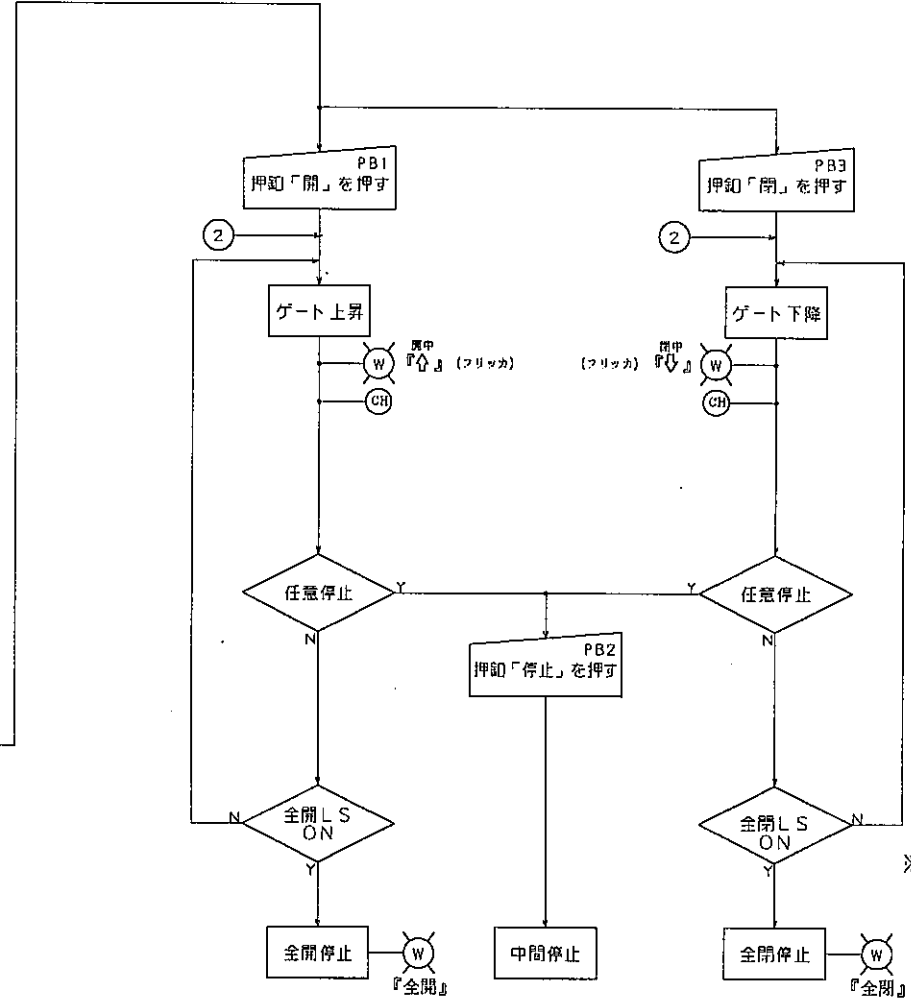 PB1
押釦「開」を押す
PB3
押釦「閉」を押す
2
2
ゲート上昇
ゲート下降
開中
W
『⇧』(フリッカ)
閉中
(フリッカ)『⇩』
W
CH
CH
任意停止
Y
Y
任意停止
N
N
PB2
押釦「停止」を押す
N
全開LS
ON
Y
全閉LS
ON
N
Y
※
全開停止
W
『全開』
中間停止
全閉停止
W
『全閉』